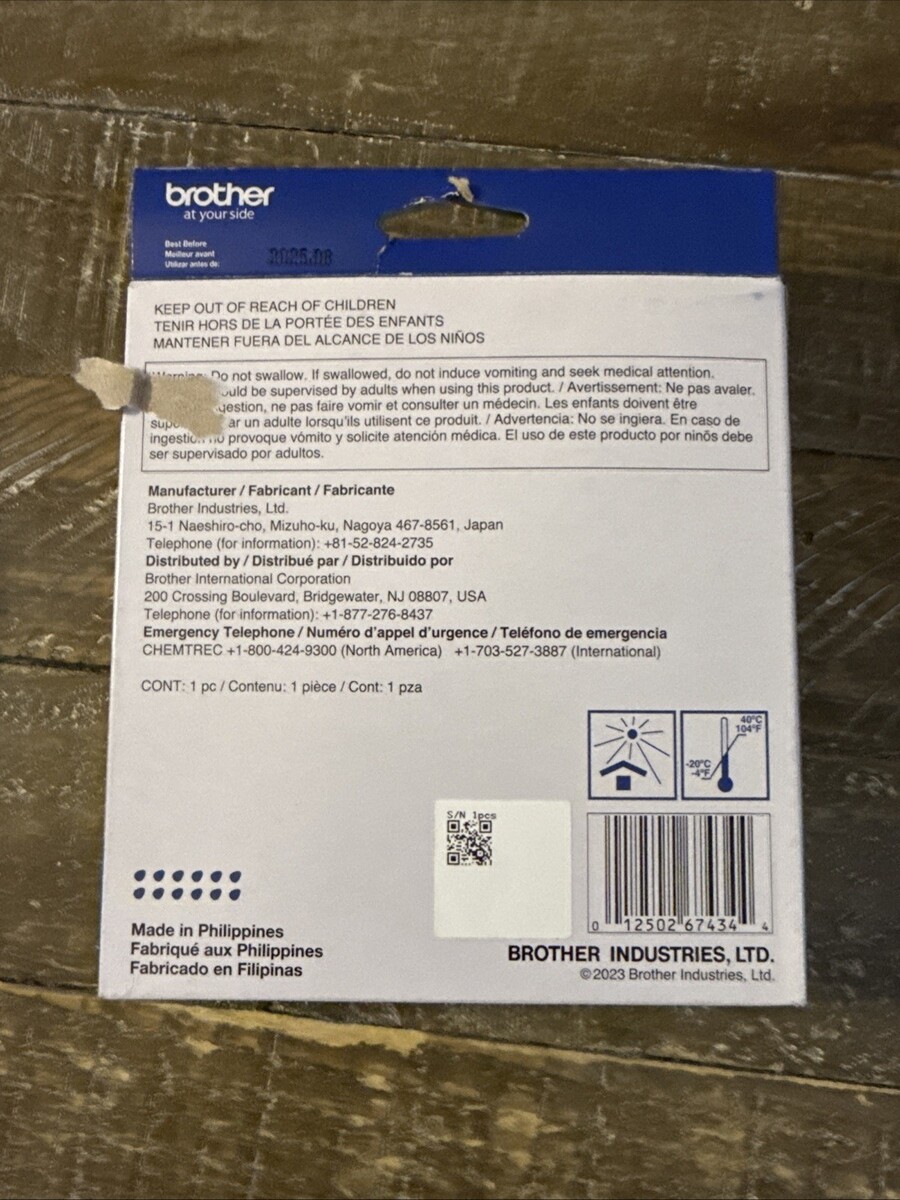 brother
at your side
Best Before
Meilleur avant
Utilizar antes de:
2025.08
KEEP OUT OF REACH OF CHILDREN
TENIR HORS DE LA PORTÉE DES ENFANTS
MANTENER FUERA DEL ALCANCE DE LOS NIÑOS
Warning: Do not swallow. If swallowed, do not induce vomiting and seek medical attention.
ould be supervised by adults when using this product. / Avertissement: Ne pas avaler.
gestion, ne pas faire vomir et consulter un médecin. Les enfants doivent être
ar un adulte lorsqu'ils utilisent ce produit. / Advertencia: No se ingiera. En caso de
ingestión no provoque vómito y solicite atención médica. El uso de este producto por ninõs debe
ser supervisado por adultos.
Manufacturer / Fabricant / Fabricante
Brother Industries, Ltd.
15-1 Naeshiro-cho, Mizuho-ku, Nagoya 467-8561, Japan
Telephone (for information): +81-52-824-2735
Distributed by / Distribué par / Distribuido por
Brother International Corporation
200 Crossing Boulevard, Bridgewater, NJ 08807, USA
Telephone (for information): +1-877-276-8437
Emergency Telephone / Numéro d'appel d'urgence / Teléfono de emergencia
CHEMTREC +1-800-424-9300 (North America) +1-703-527-3887 (International)
CONT: 1 pc / Contenu: 1 pièce / Cont: 1 pza
40°C
104°F
-20°C
-4°F
S/N 1pcs
0 12502 67434 4
Made in Philippines
Fabriqué aux Philippines
Fabricado en Filipinas
BROTHER INDUSTRIES, LTD.
©2023 Brother Industries, Ltd.